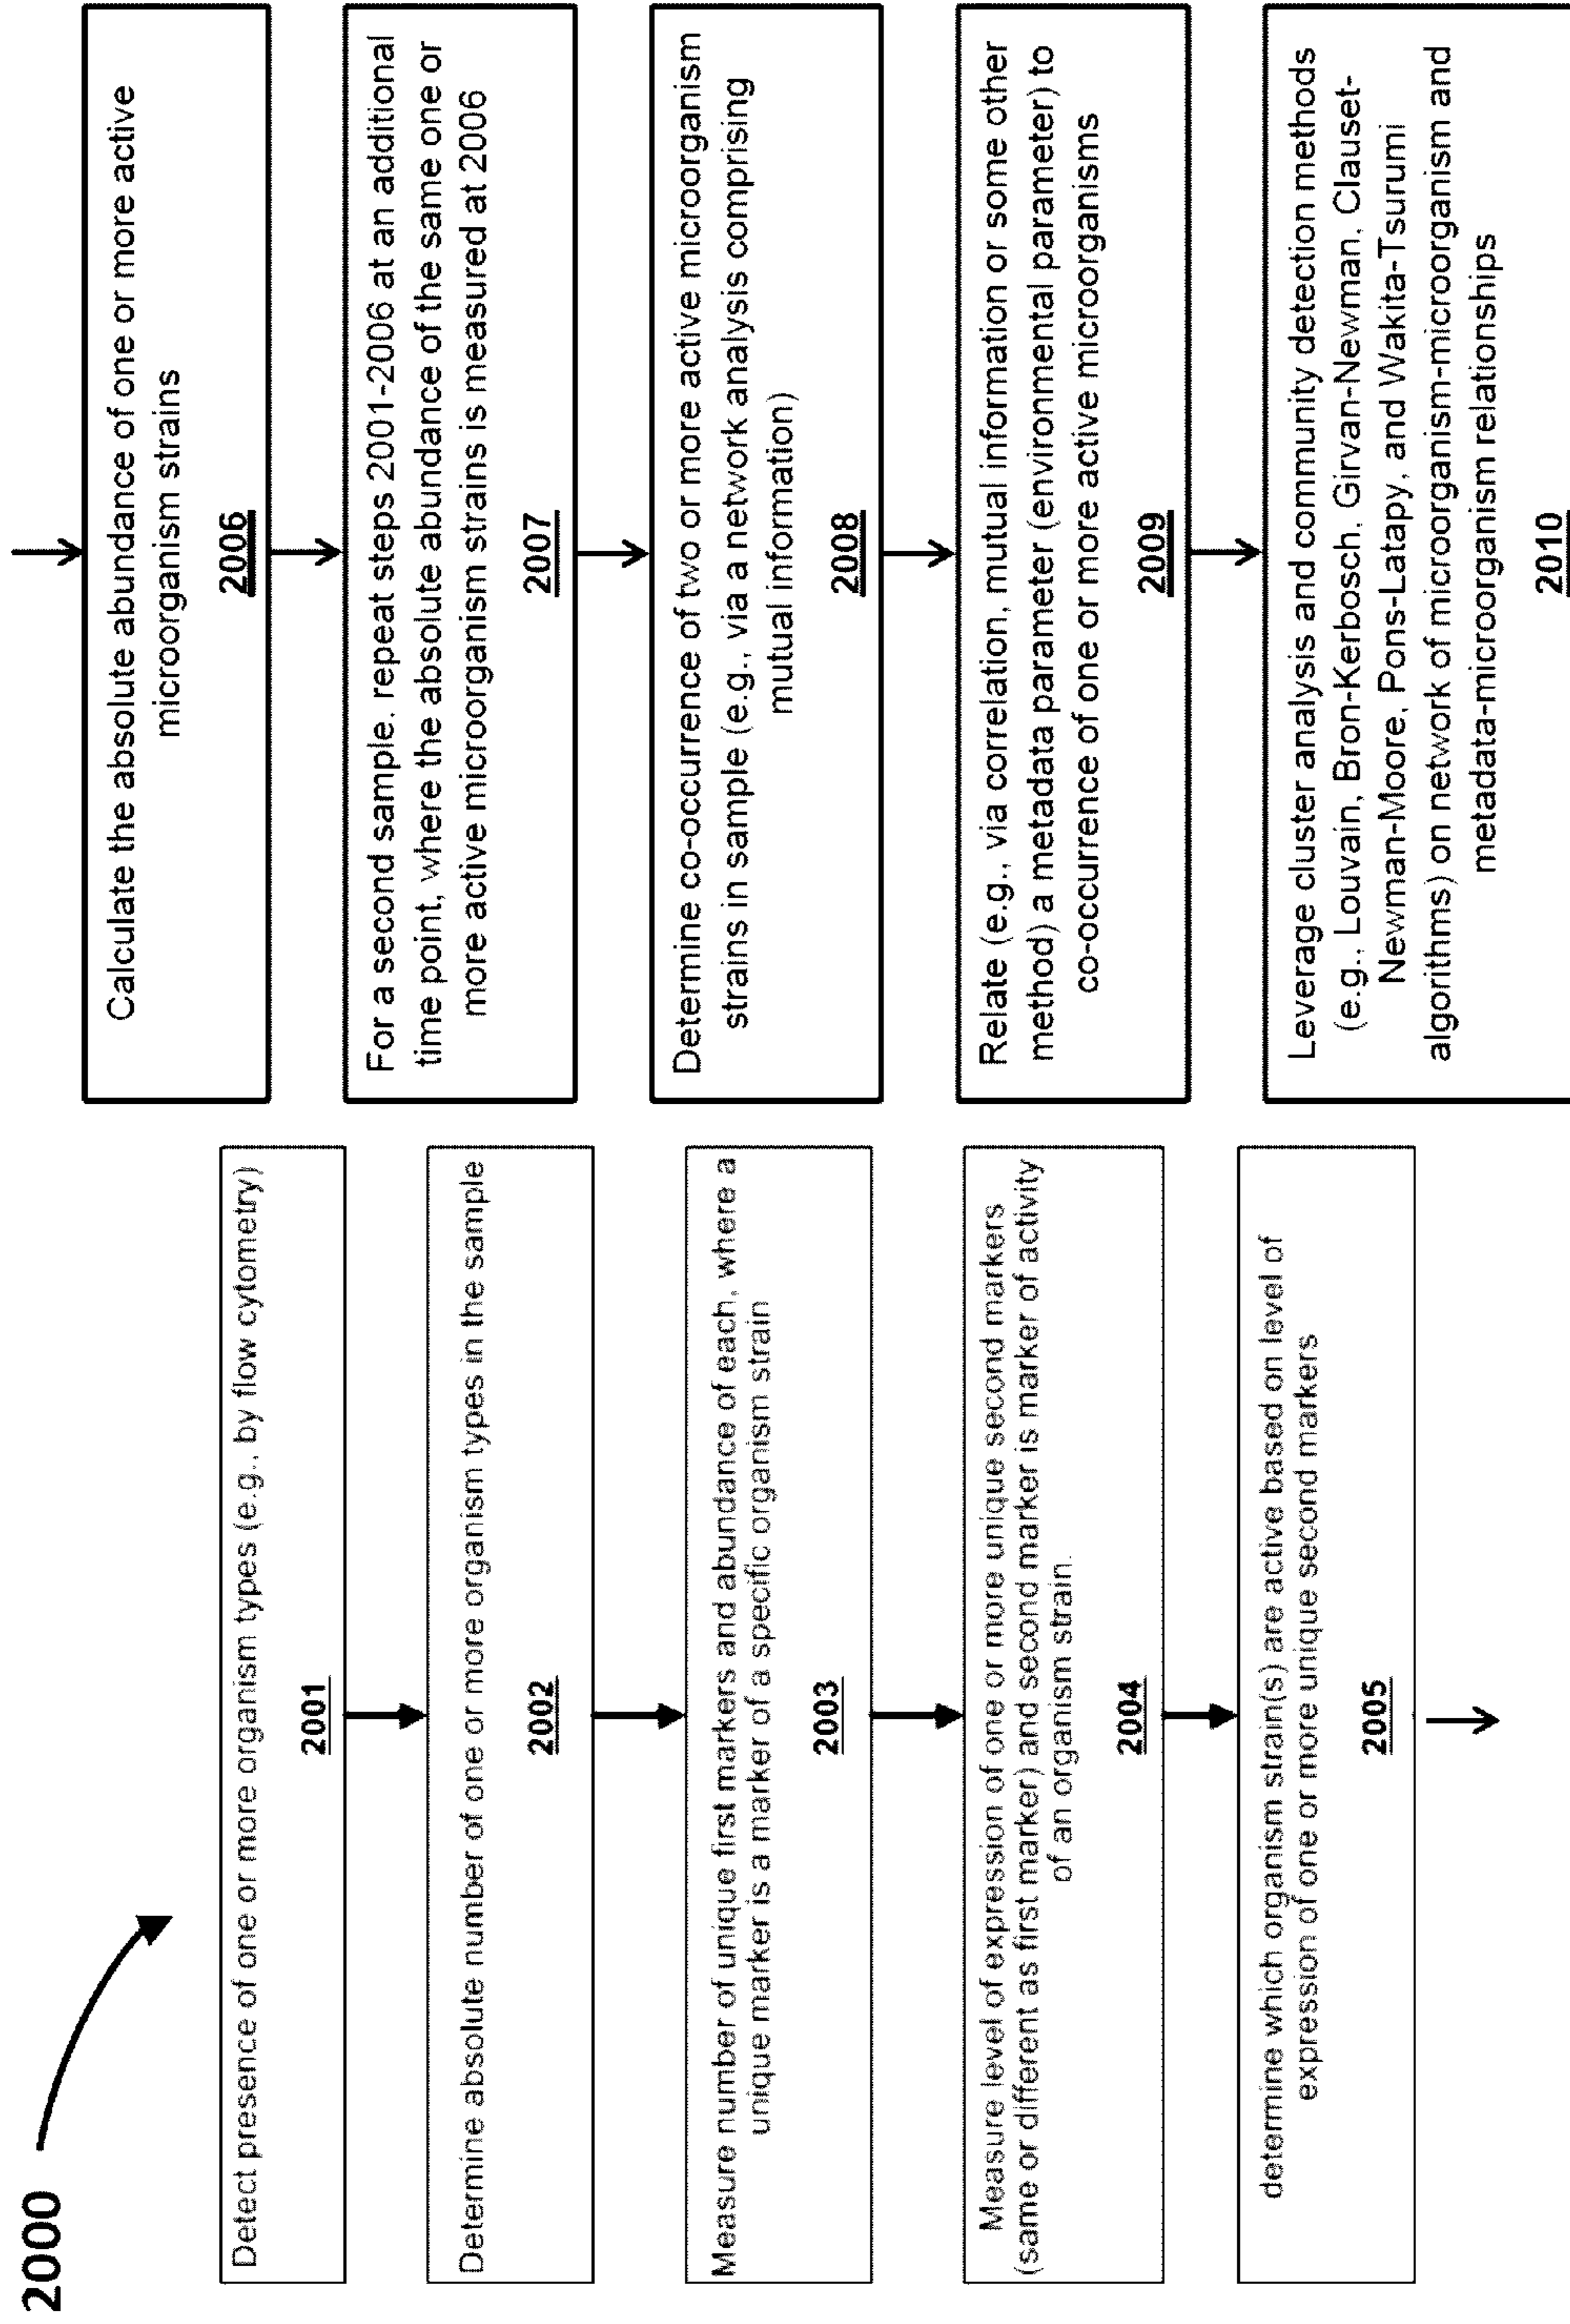 2000
Detect presence of one or more organism types (e.g., by flow cytometry)
2001
Determine absolute number of one or more organism types in the sample
2002
Measure number of unique first markers and abundance of each, where a
unique marker is a marker of a specific organism strain
2003
Measure level of expression of one or more unique second markers
(same or different as first marker) and second marker is marker of activity
of an organism strain.
2004
determine which organism strain(s) are active based on level of
expression of one or more unique second markers
2005
Calculate the absolute abundance of one or more active
microorganism strains
2006
For a second sample, repeat steps 2001-2006 at an additional
time point, where the absolute abundance of the same one or
more active microorganism strains is measured at 2006
2007
Determine co-occurrence of two or more active microorganism
strains in sample (e.g., via a network analysis comprising
mutual information)
2008
Relate (e.g., via correlation, mutual information or some other
method) a metadata parameter (environmental parameter) to
co-occurrence of one or more active microorganisms
2009
Leverage cluster analysis and community detection methods
(e.g., Louvain, Bron-Kerbosch, Girvan-Newman, Clauset-
Newman-Moore, Pons-Latapy, and Wakita-Tsurumi
algorithms) on network of microorganism-microorganism and
metadata-microorganism relationships
2010